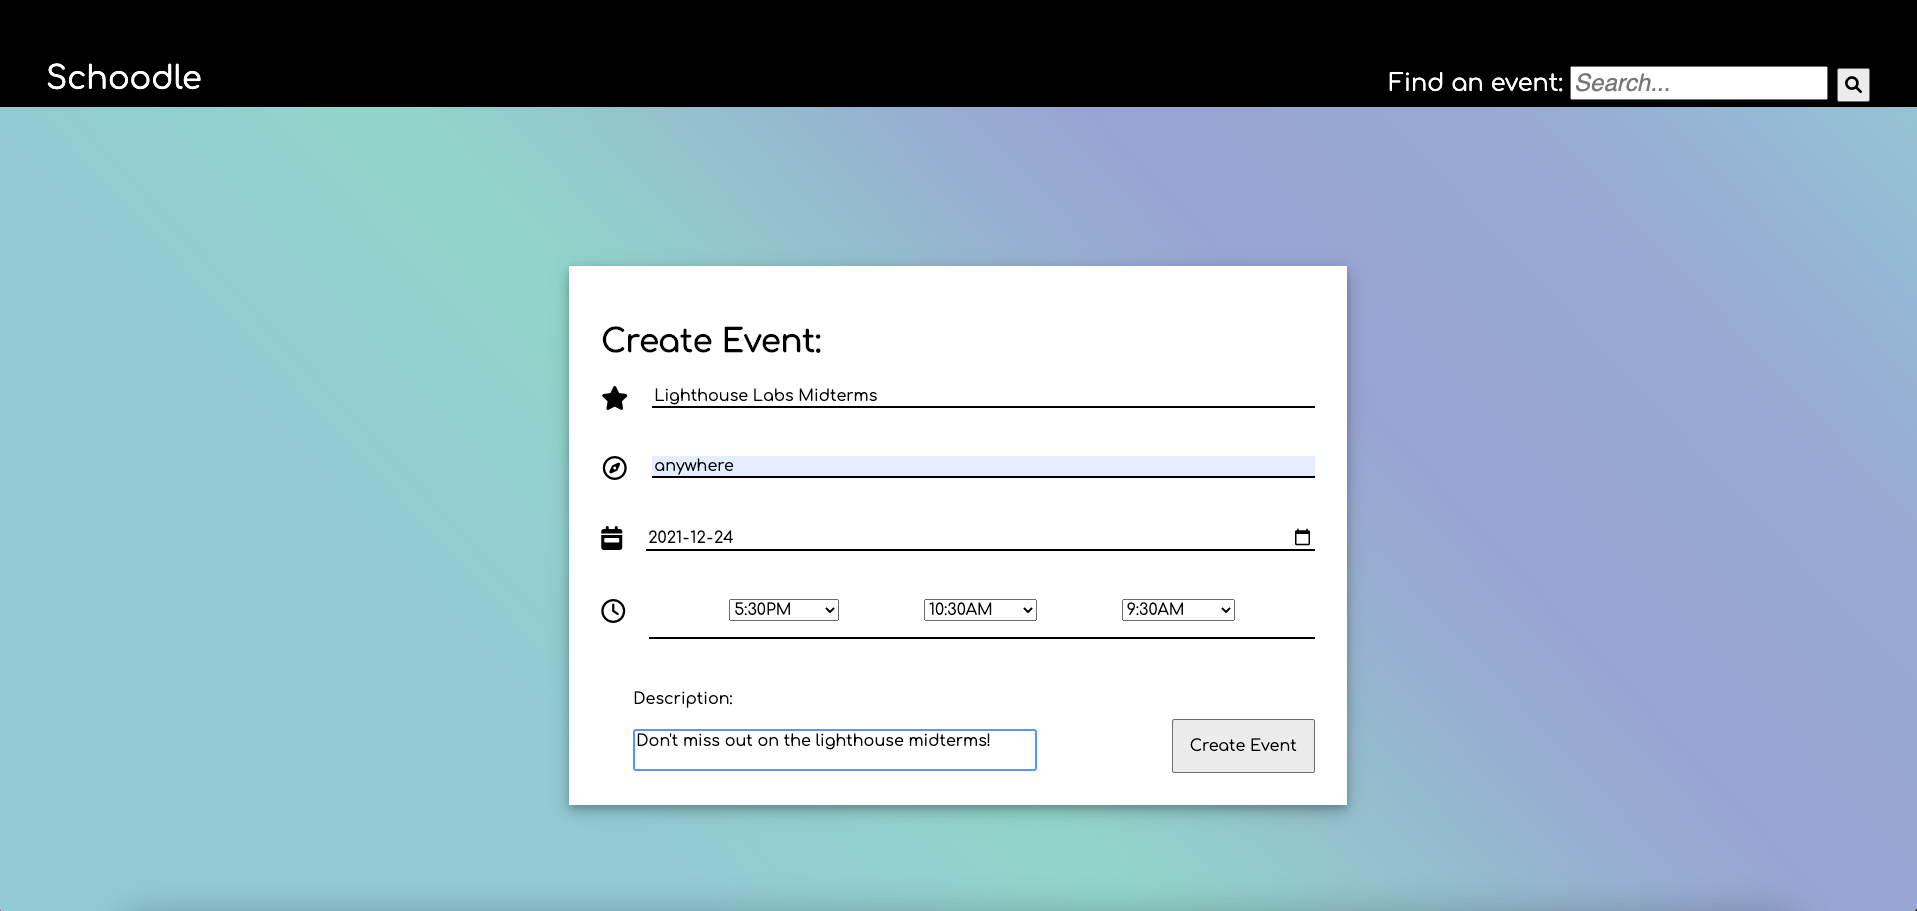 Schoodle
Find an event: Search...
Create Event:
Lighthouse Labs Midterms
anywhere
2021-12-24
5:30PM 10:30AM 9:30AM
Description:
Don't miss out on the lighthouse midterms!
Create Event